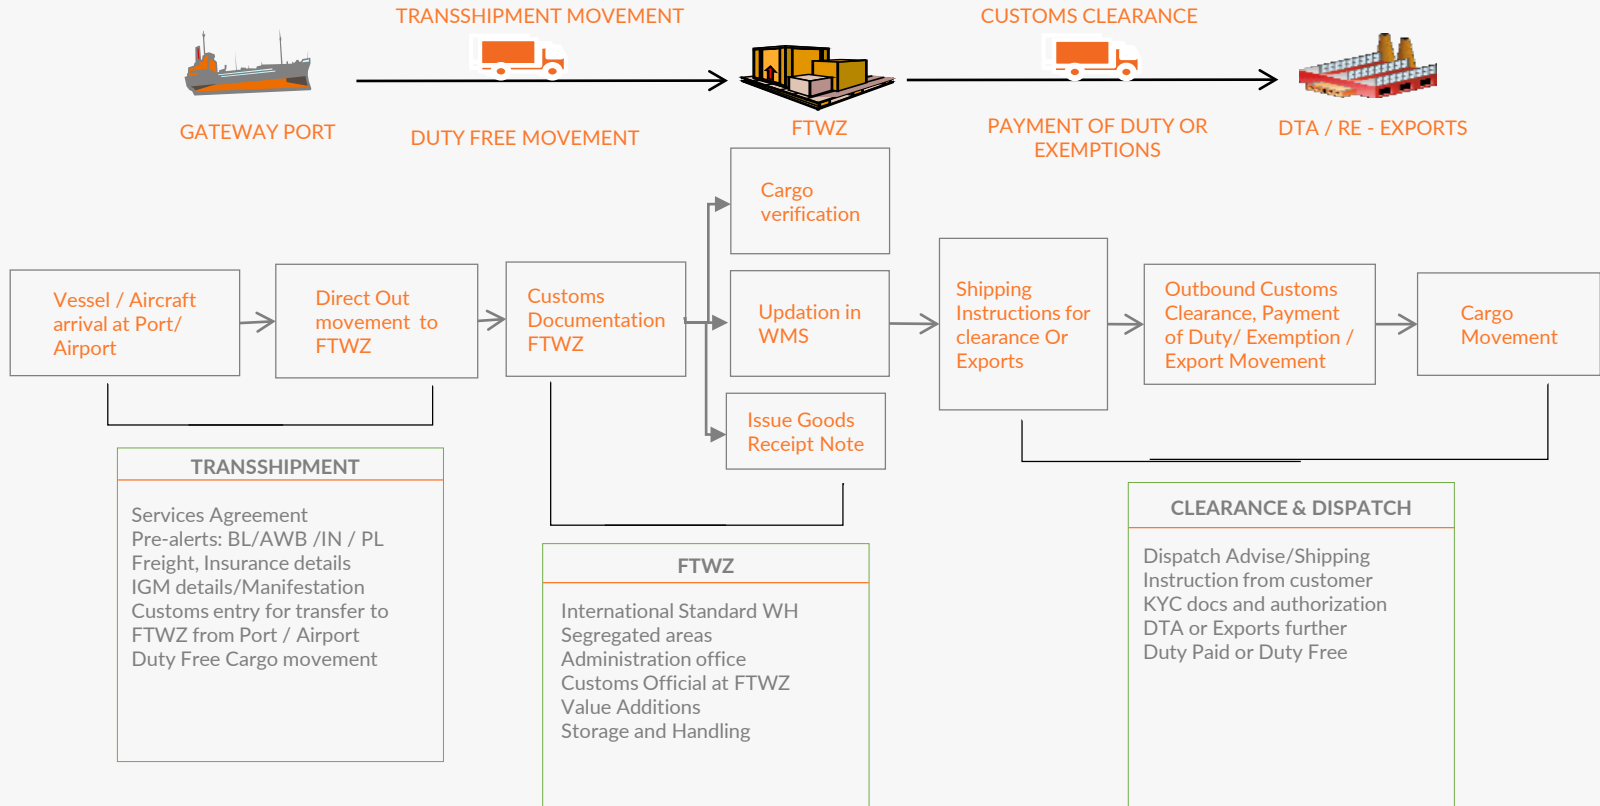 TRANSSHIPMENT MOVEMENT
CUSTOMS CLEARANCE
GATEWAY PORT
DUTY FREE MOVEMENT
FTWZ
PAYMENT OF DUTY OR
EXEMPTIONS
DTA / RE - EXPORTS
Vessel / Aircraft
arrival at Port/
Airport
Direct Out
movement to
FTWZ
Customs
Documentation
FTWZ
Cargo
verification
Updation in
WMS
Issue Goods
Receipt Note
Shipping
Instructions for
clearance Or
Exports
Outbound Customs
Clearance, Payment
of Duty/ Exemption /
Export Movement
Cargo
Movement
TRANSSHIPMENT
Services Agreement
Pre-alerts: BL/AWB /IN / PL
Freight, Insurance details
IGM details/Manifestation
Customs entry for transfer to
FTWZ from Port / Airport
Duty Free Cargo movement
FTWZ
International Standard WH
Segregated areas
Administration office
Customs Official at FTWZ
Value Additions
Storage and Handling
CLEARANCE & DISPATCH
Dispatch Advise/Shipping
Instruction from customer
KYC docs and authorization
DTA or Exports further
Duty Paid or Duty Free